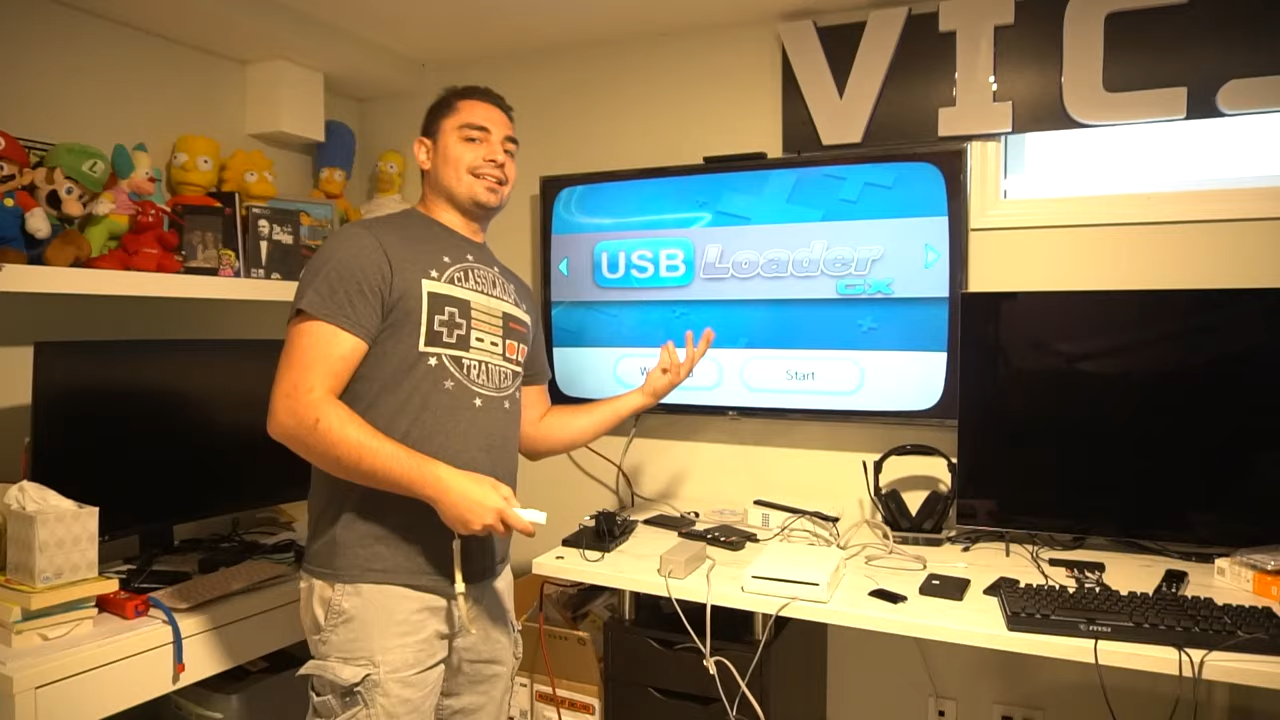 VIC
L
USB Loader
GX
Start
CLASSICALLY
TRAINED
msi